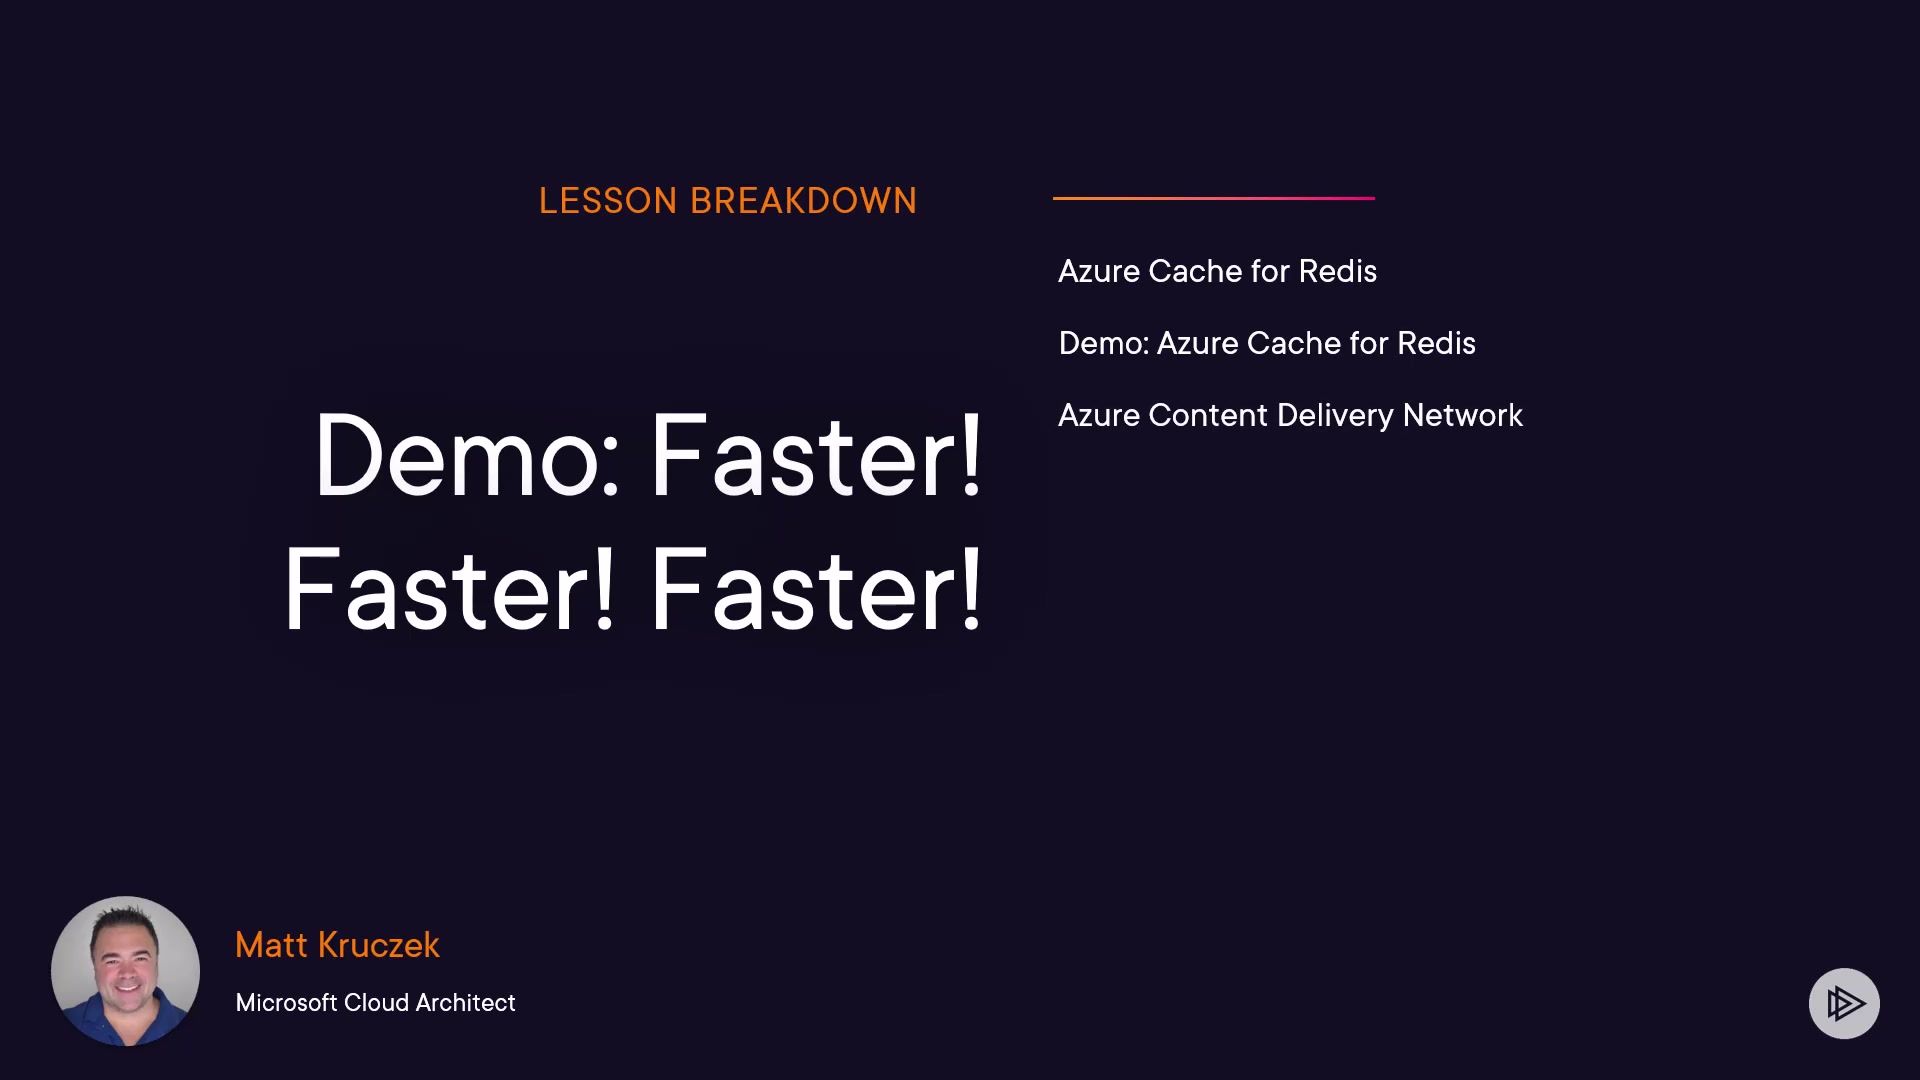 LESSON BREAKDOWN
Demo: Faster!
Faster! Faster!
Azure Cache for Redis
Demo: Azure Cache for Redis
Azure Content Delivery Network
Matt Kruczek
Microsoft Cloud Architect